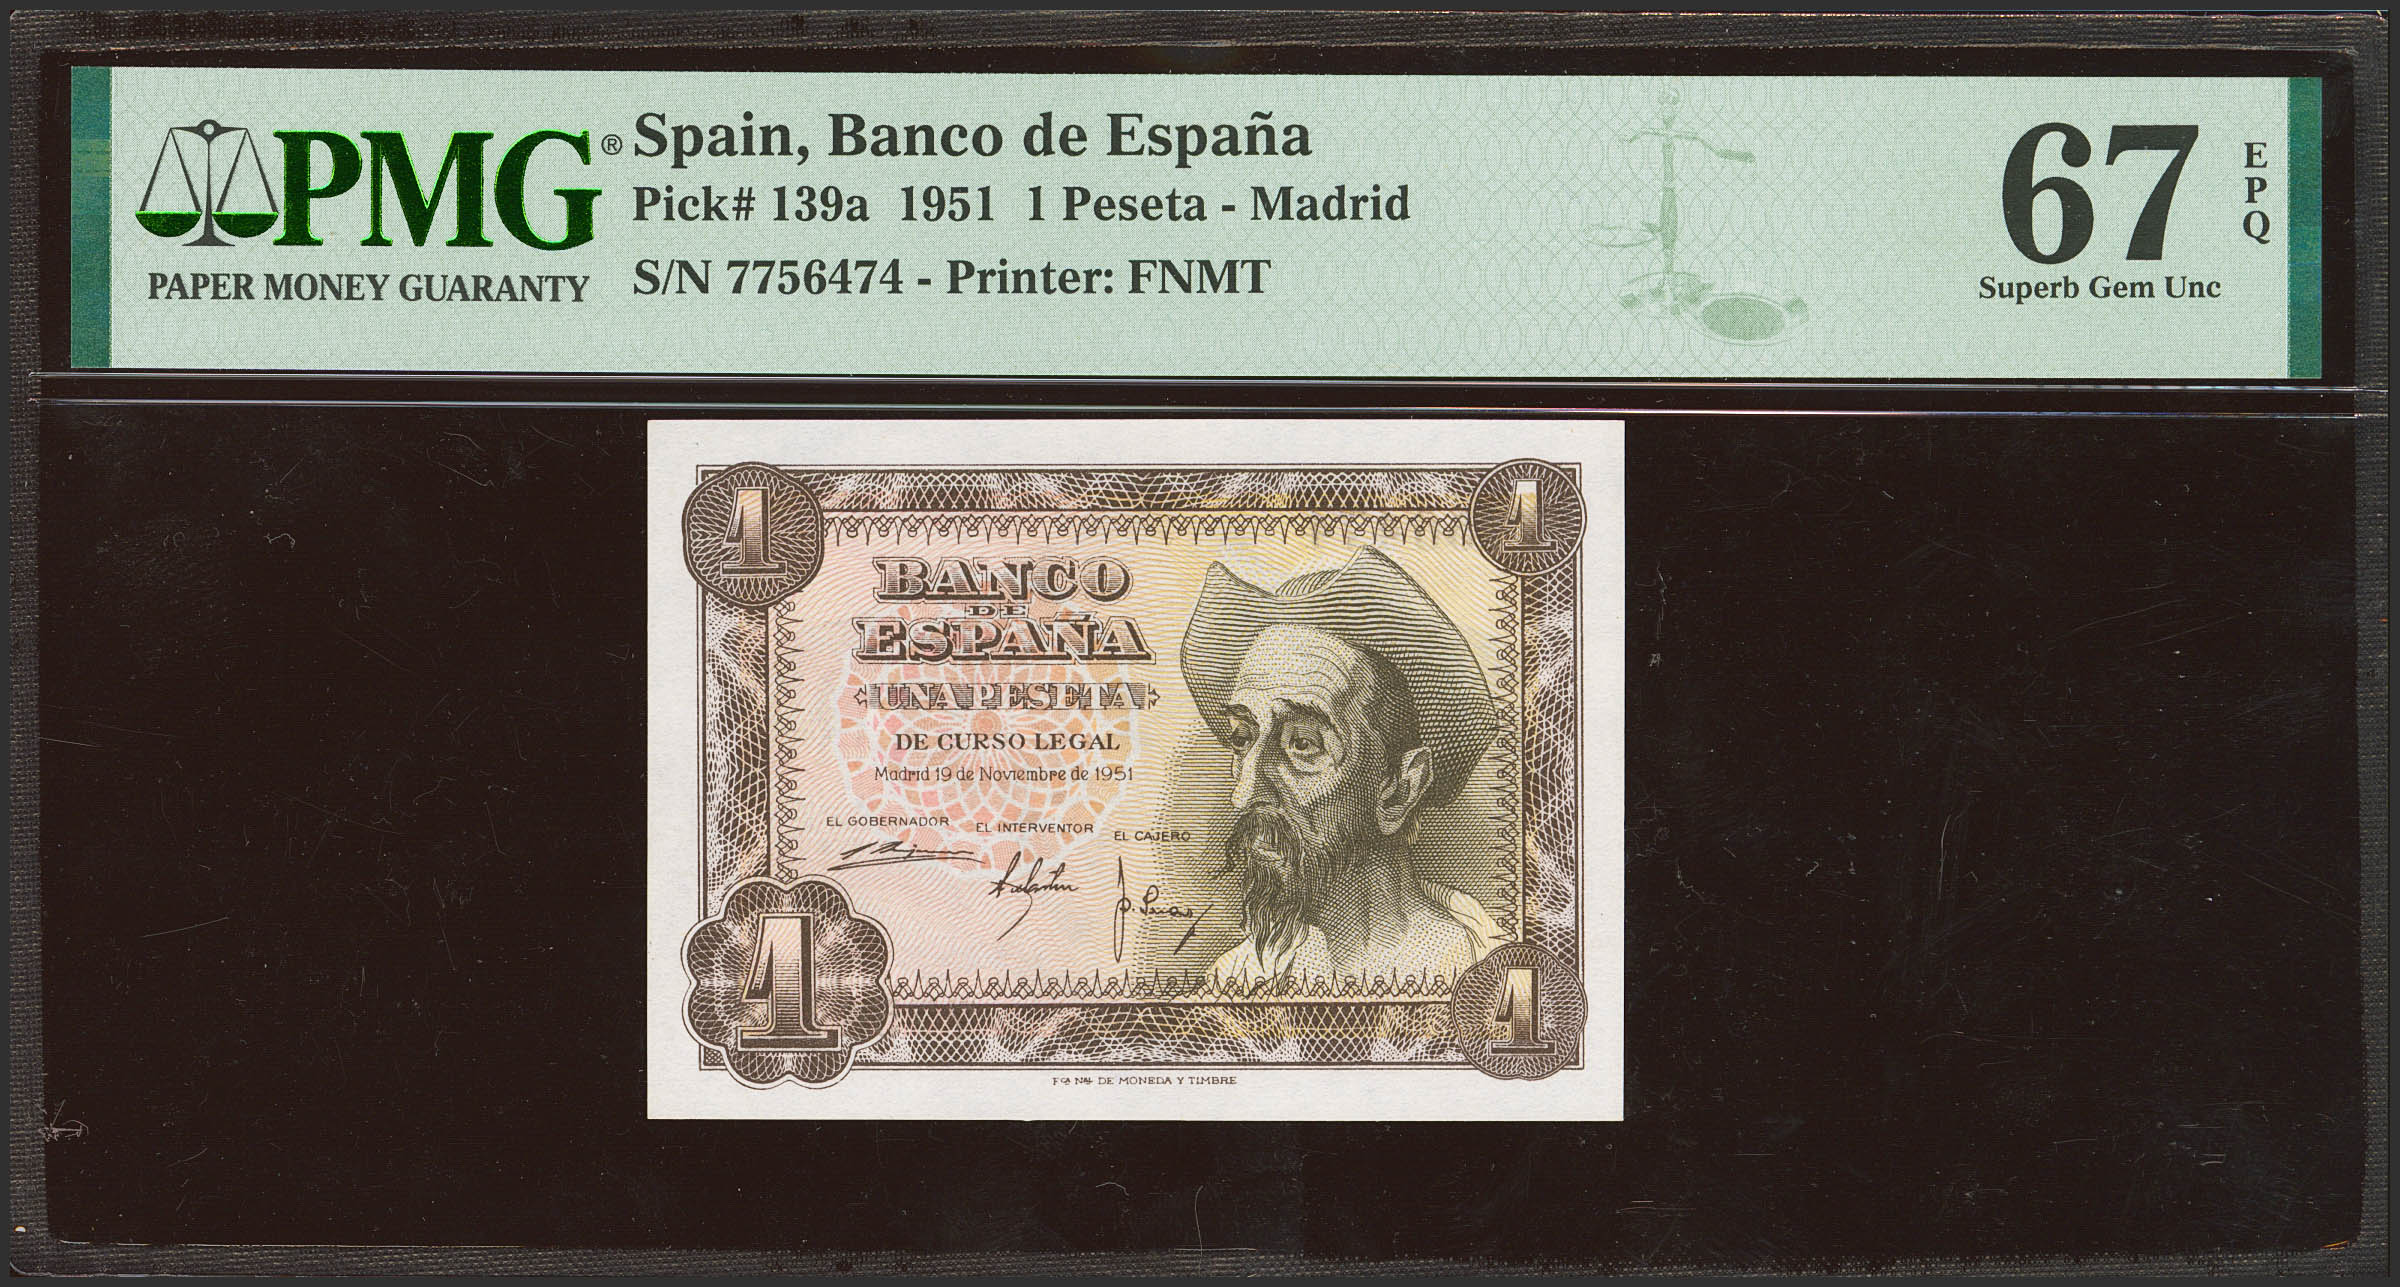 PMG®
PAPER MONEY GUARANTY
Spain, Banco de España
Pick# 139a 1951 1 Peseta - Madrid
S/N 7756474 - Printer: FNMT
67
EPQ
Superb Gem Unc
1
1
BANCO
DE
ESPAÑA
UNA PESETA
DE CURSO LEGAL
Madrid 19 de Noviembre de 1951
EL GOBERNADOR EL INTERVENTOR EL CAJERO
1
1
Fca Nal DE MONEDA Y TIMBRE